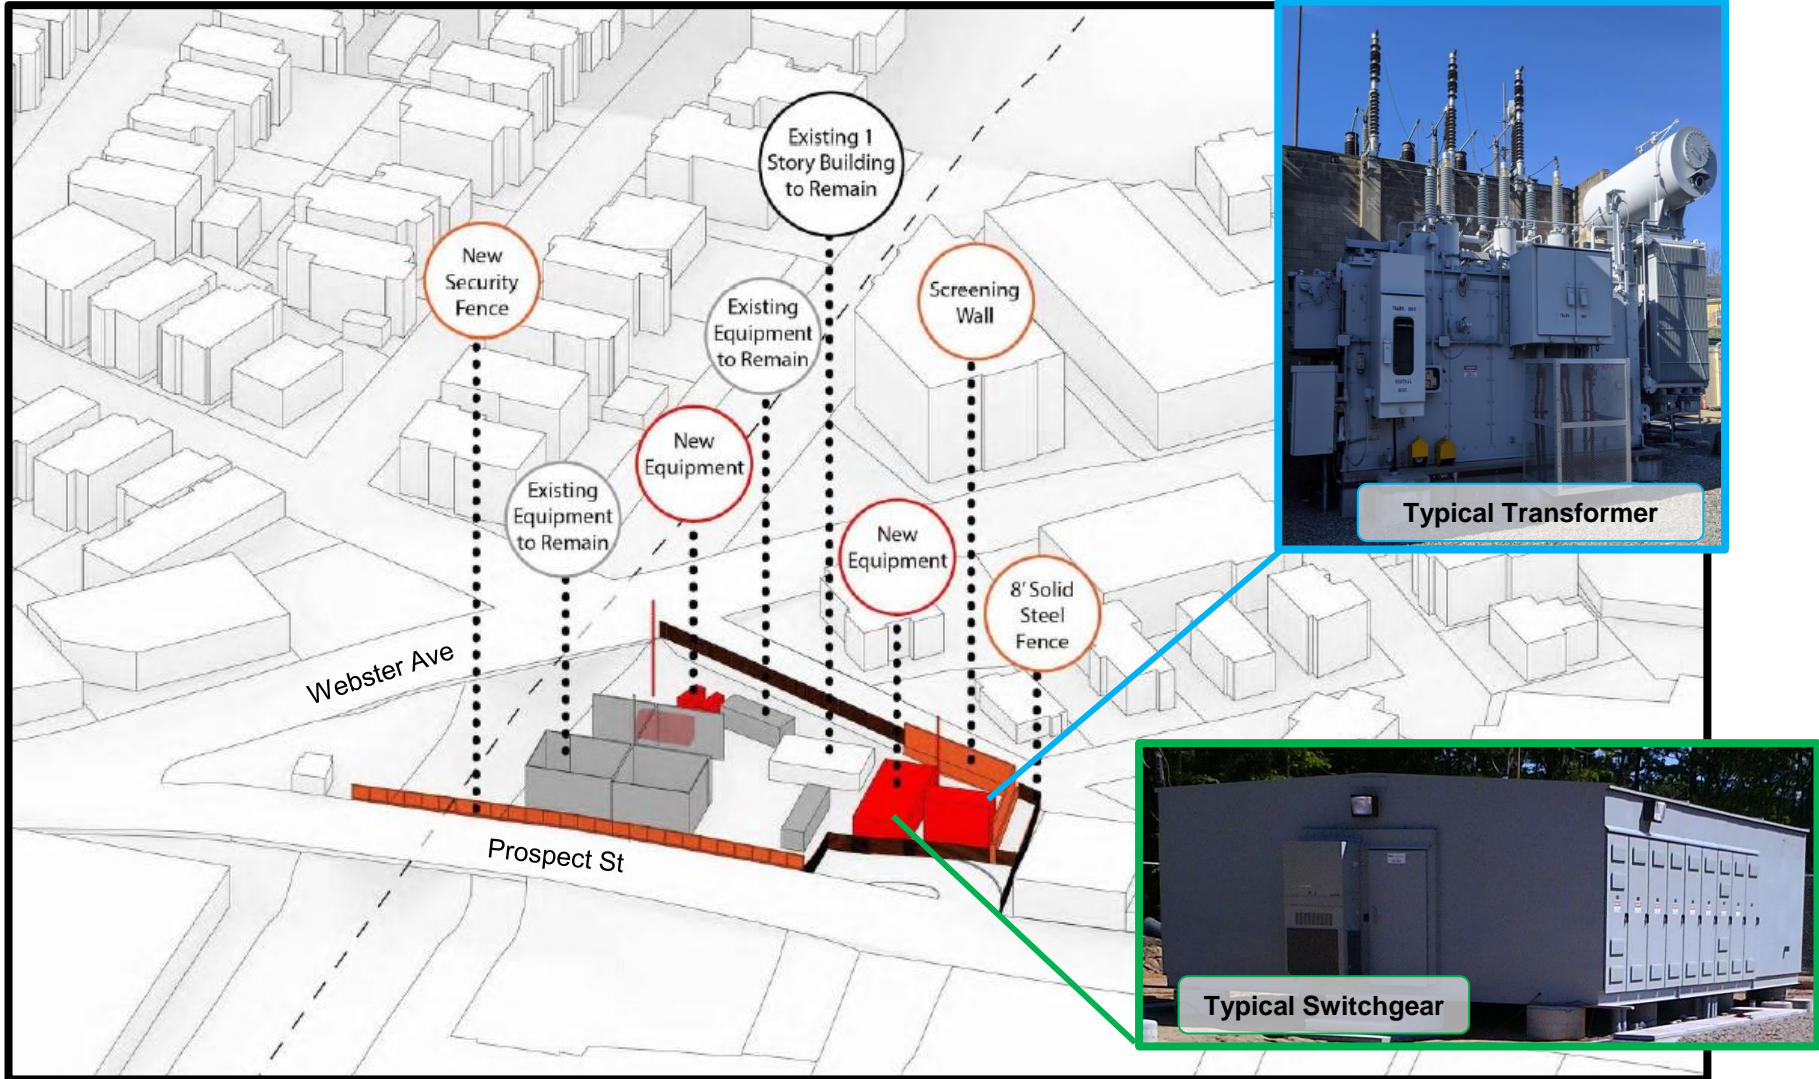 Existing 1
Story Building
to Remain
New
Security
Fence
Screening
Wall
Existing
Equipment
to Remain
New
Equipment
Existing
Equipment
to Remain
New
Equipment
8' Solid
Steel
Fence
Webster Ave
Prospect St
Typical Transformer
Typical Switchgear